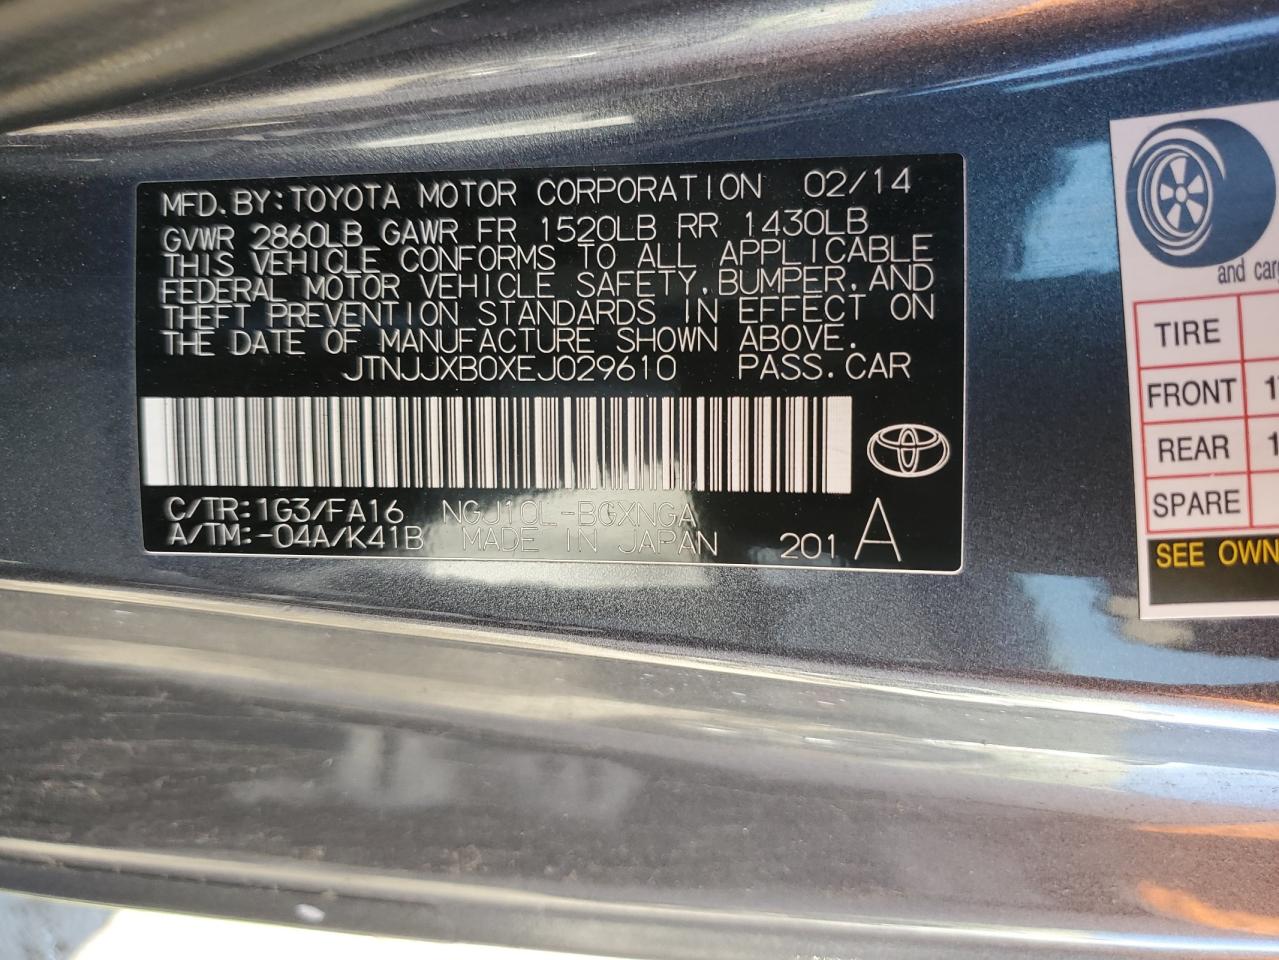 MFD. BY: TOYOTA MOTOR CORPORATION 02/14
GVWR 2860LB GAWR FR 1520LB RR 1430LB
THIS VEHICLE CONFORMS TO ALL APPLICABLE
FEDERAL MOTOR VEHICLE SAFETY, BUMPER, AND
THEFT PREVENTION STANDARDS IN EFFECT ON
THE DATE OF MANUFACTURE SHOWN ABOVE.
JTNJJXB0XEJ029610 PASS. CAR
C/TR: 1G3/FA16 NGJ10L-BGXNGA
A/TM: -04A/K41B MADE IN JAPAN 201 A
and
TIRE
FRONT
REAR
SPARE
SEE